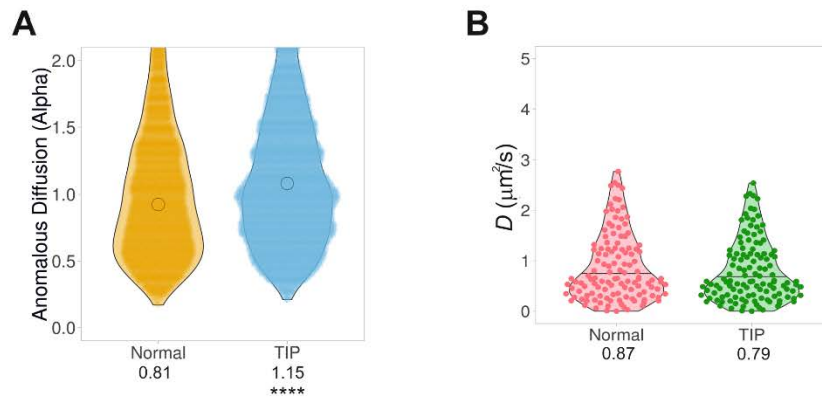 A
Anomalous Diffusion (Alpha)
2.0
1.5
1.0
0.5
0.0
Normal
0.81
TIP
1.15
****
B
D (μm²/s)
5
4
3
2
1
0
Normal
0.87
TIP
0.79